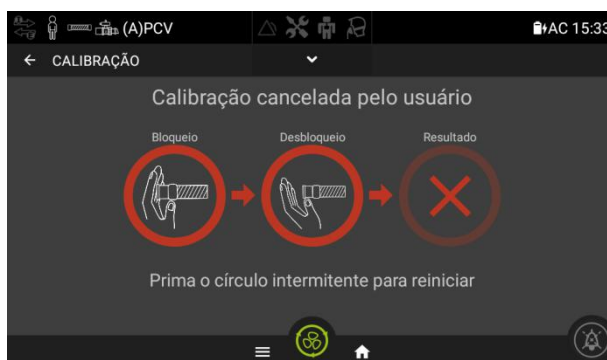 (A)PCV AC 15:33
CALIBRAÇÃO
Calibração cancelada pelo usuário
Bloqueio Desbloqueio Resultado
Prima o círculo intermitente para reiniciar